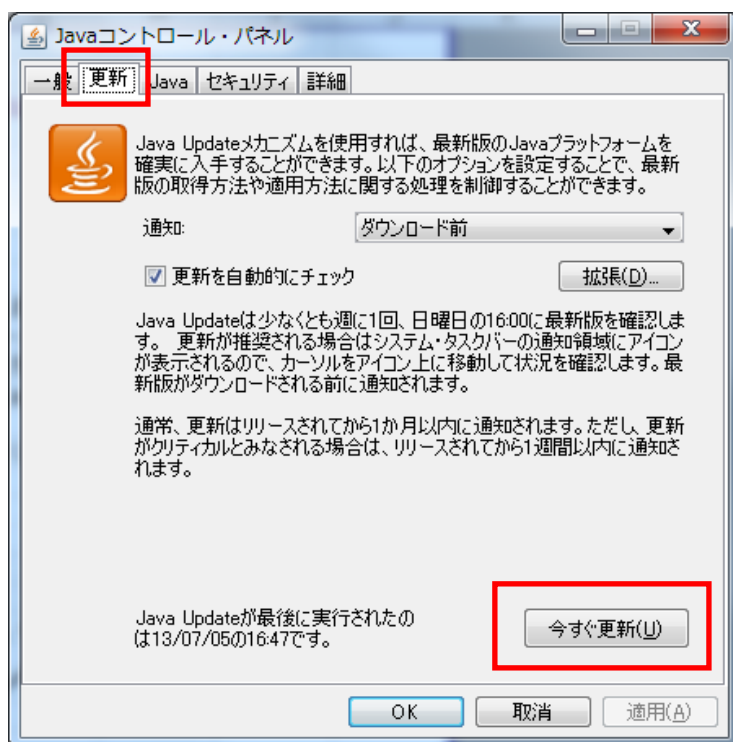 Javaコントロール・パネル
一般 更新 Java セキュリティ 詳細
Java Updateメカニズムを使用すれば、最新版のJavaプラットフォームを
確実に入手することができます。以下のオプションを設定することで、最新
版の取得方法や適用方法に関する処理を制御することができます。
通知: ダウンロード前
更新を自動的にチェック 拡張(D)...
Java Updateは少なくとも週に1回、日曜日の16:00に最新版を確認しま
す。 更新が推奨される場合はシステム・タスクバーの通知領域にアイコン
が表示されるので、カーソルをアイコン上に移動して状況を確認します。最
新版がダウンロードされる前に通知されます。
通常、更新はリリースされてから1か月以内に通知されます。ただし、更新
がクリティカルとみなされる場合は、リリースされてから1週間以内に通知さ
れます。
Java Updateが最後に実行されたの
は13/07/05の16:47です。
今すぐ更新(U)
OK 取消 適用(A)